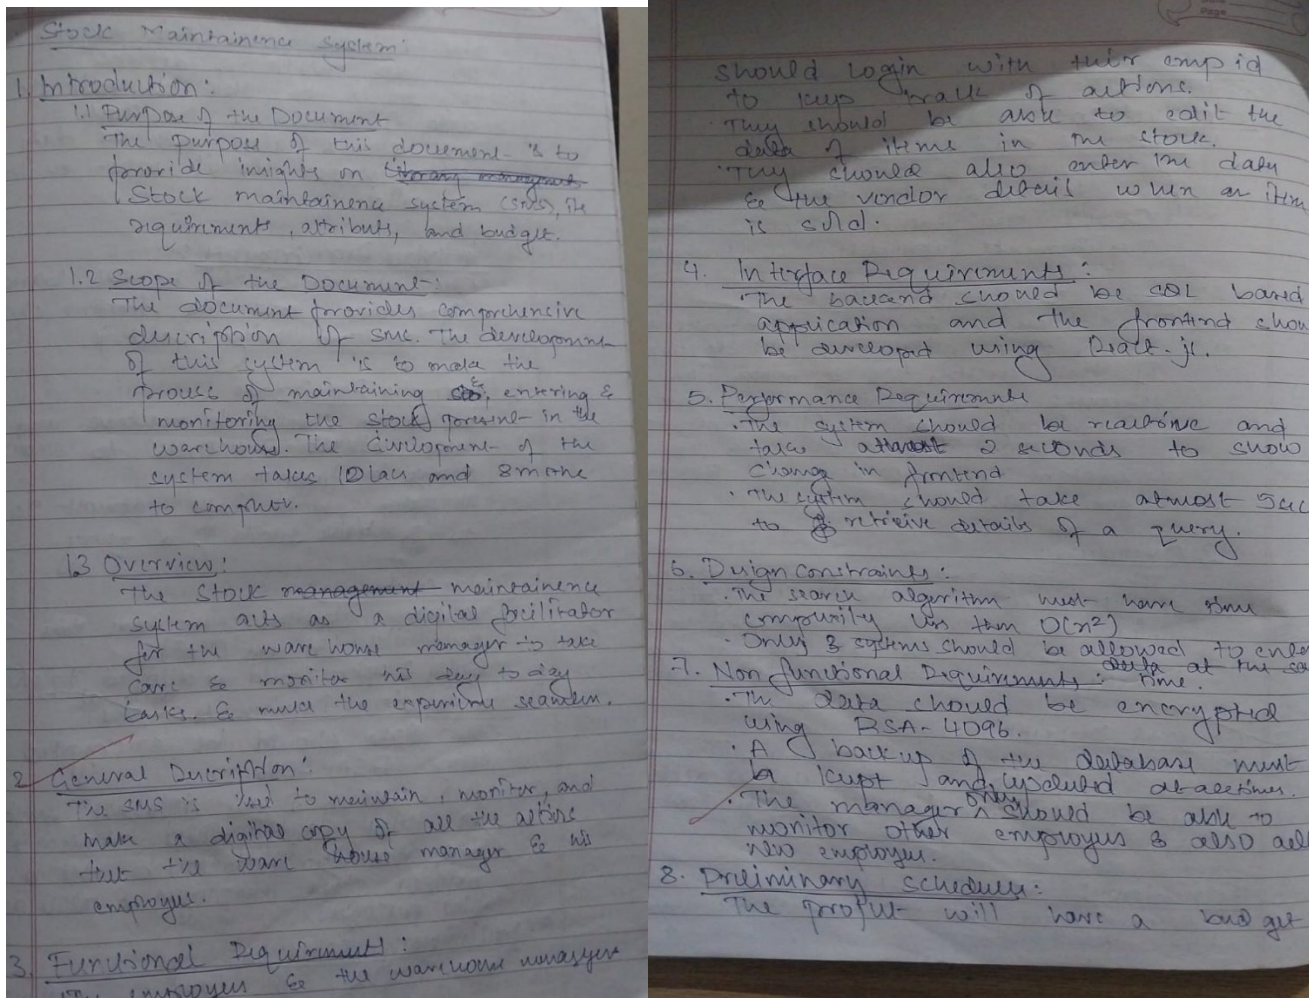 Stock Maintainence System:
1. Introduction:
1.1 Purpose of the Document
The purpose of this document is to
provide insights on
Stock maintainence system (SMS), its
requirements, attributes, and budget.
1.2 Scope of the Document:
The document provides comprehensive
description of SMS. The development
of this system is to make the
process of maintaining, entering &
monitoring the stock present in the
warehouse. The development of the
system takes 10 lacs and 8 months
to complete.
1.3 Overview:
The Stock management maintainence
system acts as a digital facilitator
for the ware house manager to take
care & monitor his day to day
tasks. & make the experience seamless.
2. General Description:
The SMS is used to maintain, monitor, and
make a digital copy of all the actions
that the ware house manager & his
employees.
3. Functional Requirements:
The employees & the warehouse managers
should login with their emp id
to keep track of actions.
They should be able to edit the
data of items in the stock.
They should also enter the data
& the vendor detail when an item
is sold.
4. Interface Requirements:
The backend should be SQL based
application and the frontend shou
be developed using React.js.
5. Performance Requirements
The system should be realtime and
take atmost 2 seconds to show
change in frontend
The system should take atmost 5sec
to retrieve details of a query.
6. Design Constraints:
The search algorithm must have time
complexity less than O(n²)
Only 3 systems should be allowed to enter
data at the sa
time.
7. Non functional Requirements:
The data should be encrypted
using RSA-4096.
A backup of the database must
be kept and updated at all times.
The manager only should be able to
monitor other employees & also add
new employees.
8. Preliminary Schedule:
The project will have a budget